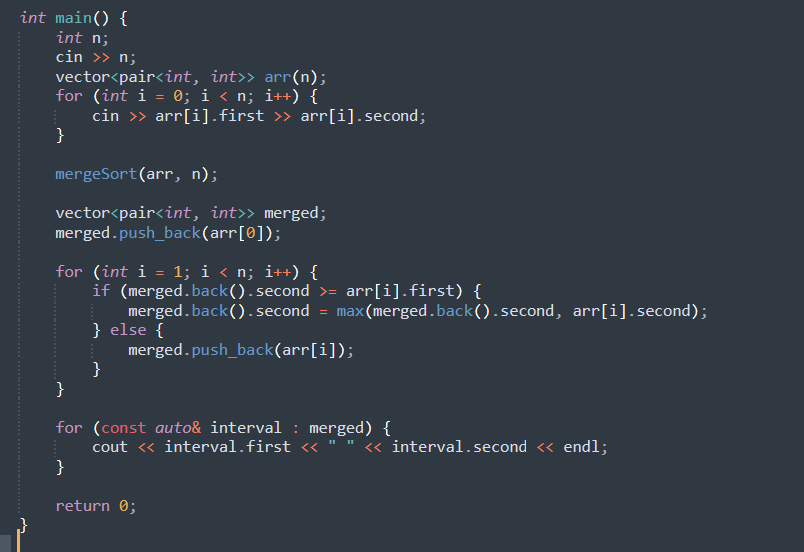 int main() {
    int n;
    cin >> n;
    vector<pair<int, int>> arr(n);
    for (int i = 0; i < n; i++) {
        cin >> arr[i].first >> arr[i].second;
    }

    mergeSort(arr, n);

    vector<pair<int, int>> merged;
    merged.push_back(arr[0]);

    for (int i = 1; i < n; i++) {
        if (merged.back().second >= arr[i].first) {
            merged.back().second = max(merged.back().second, arr[i].second);
        } else {
            merged.push_back(arr[i]);
        }
    }

    for (const auto& interval : merged) {
        cout << interval.first << " " << interval.second << endl;
    }

    return 0;
}